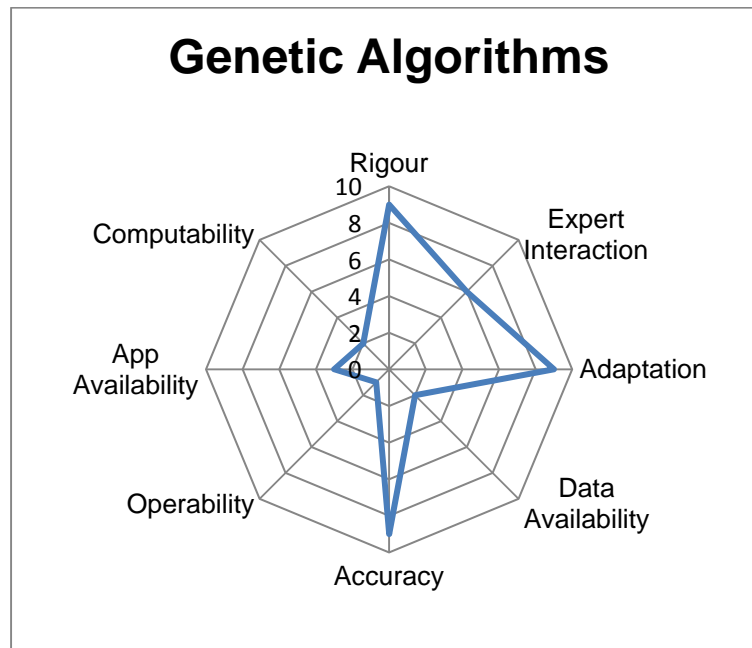 Genetic Algorithms
Rigour
10
8
6
4
2
0
Expert
Interaction
Adaptation
Data
Availability
Accuracy
Operability
App
Availability
Computability